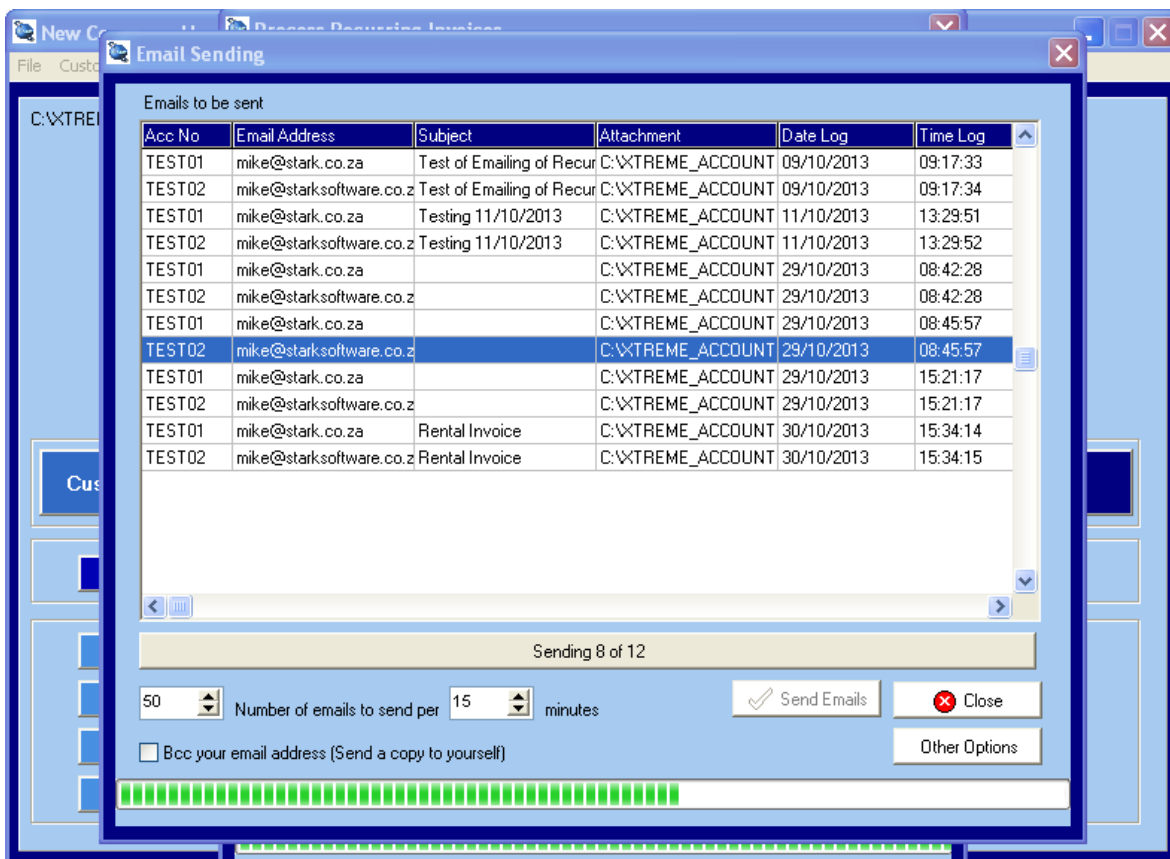 New Co
Process Recurring Invoices
File Custo
Email Sending
C:\XTREM
Emails to be sent
Acc No Email Address Subject Attachment Date Log Time Log
TEST01 mike@stark.co.za Test of Emailing of Recur C:\XTREME_ACCOUNT 09/10/2013 09:17:33
TEST02 mike@starksoftware.co.z Test of Emailing of Recur C:\XTREME_ACCOUNT 09/10/2013 09:17:34
TEST01 mike@stark.co.za Testing 11/10/2013 C:\XTREME_ACCOUNT 11/10/2013 13:29:51
TEST02 mike@starksoftware.co.z Testing 11/10/2013 C:\XTREME_ACCOUNT 11/10/2013 13:29:52
TEST01 mike@stark.co.za C:\XTREME_ACCOUNT 29/10/2013 08:42:28
TEST02 mike@starksoftware.co.z C:\XTREME_ACCOUNT 29/10/2013 08:42:28
TEST01 mike@stark.co.za C:\XTREME_ACCOUNT 29/10/2013 08:45:57
TEST02 mike@starksoftware.co.z C:\XTREME_ACCOUNT 29/10/2013 08:45:57
TEST01 mike@stark.co.za C:\XTREME_ACCOUNT 29/10/2013 15:21:17
TEST02 mike@starksoftware.co.z C:\XTREME_ACCOUNT 29/10/2013 15:21:17
TEST01 mike@stark.co.za Rental Invoice C:\XTREME_ACCOUNT 30/10/2013 15:34:14
TEST02 mike@starksoftware.co.z Rental Invoice C:\XTREME_ACCOUNT 30/10/2013 15:34:15
Cus
Sending 8 of 12
50 Number of emails to send per 15 minutes
Send Emails
Close
Bcc your email address (Send a copy to yourself)
Other Options